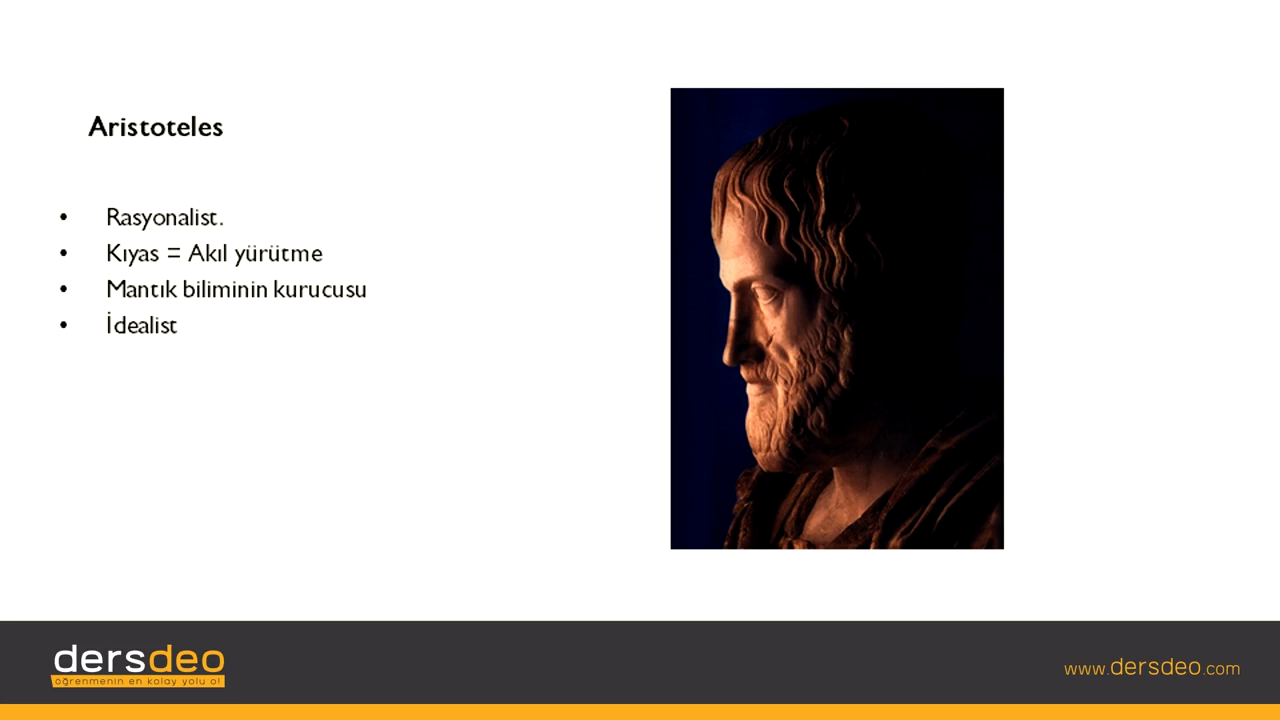 Aristoteles
• Rasyonalist.
• Kıyas = Akıl yürütme
• Mantık biliminin kurucusu
• İdealist
dersdeo
öğrenmenin en kolay yolu o!
www.dersdeo.com